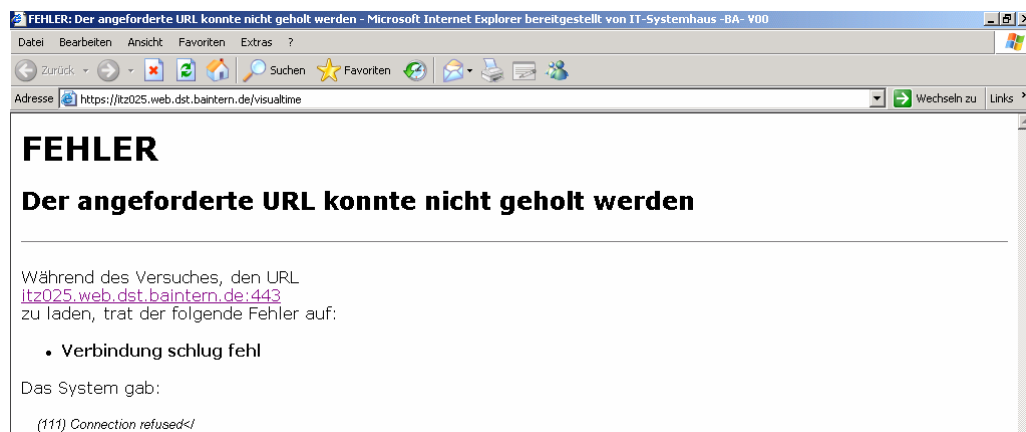 FEHLER: Der angeforderte URL konnte nicht geholt werden - Microsoft Internet Explorer bereitgestellt von IT-Systemhaus -BA- V00
Datei Bearbeiten Ansicht Favoriten Extras ?
Zurück Suchen Favoriten
Adresse https://itz025.web.dst.baintern.de/visualtime Wechseln zu Links
FEHLER
Der angeforderte URL konnte nicht geholt werden
Während des Versuches, den URL
itz025.web.dst.baintern.de:443
zu laden, trat der folgende Fehler auf:
• Verbindung schlug fehl
Das System gab:
(111) Connection refused</